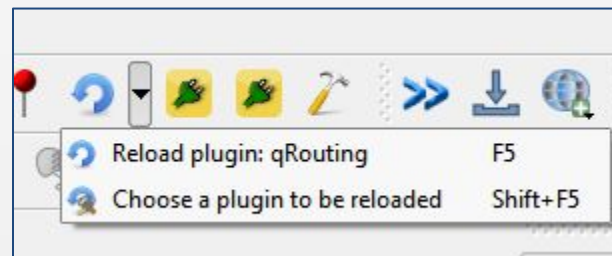 Reload plugin: qRouting F5
Choose a plugin to be reloaded Shift+F5